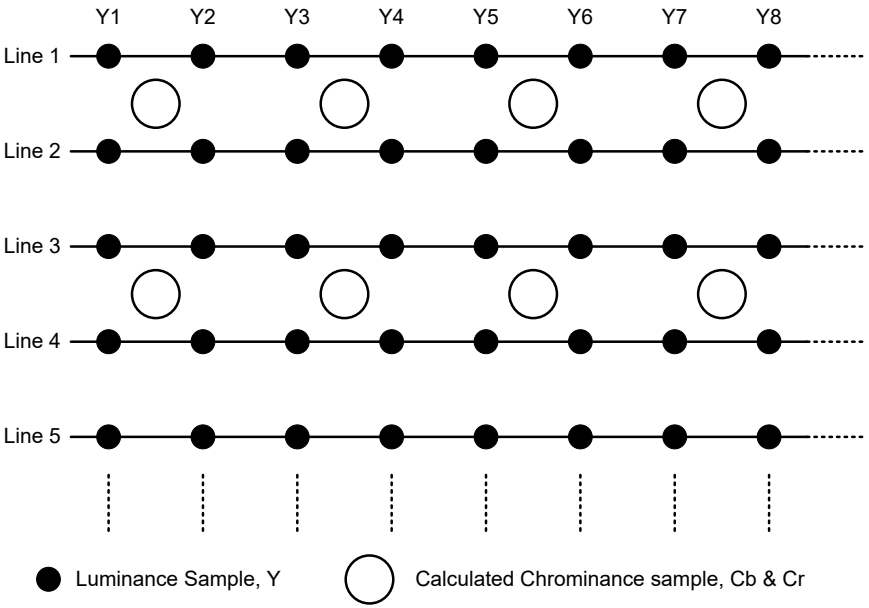 Y1 Y2 Y3 Y4 Y5 Y6 Y7 Y8
Line 1
Line 2
Line 3
Line 4
Line 5
Luminance Sample, Y Calculated Chrominance sample, Cb & Cr